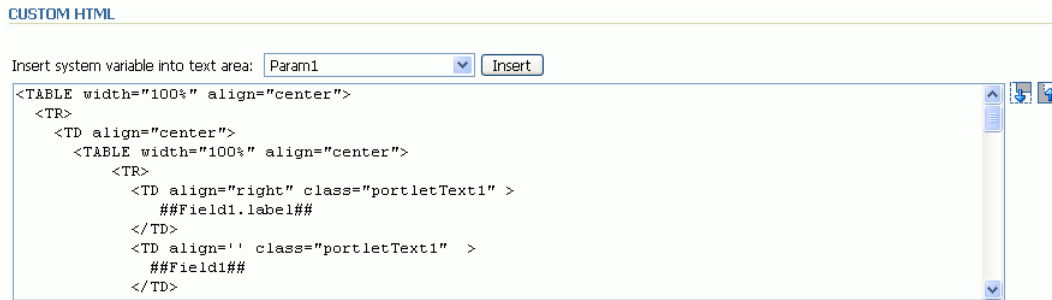 CUSTOM HTML
Insert system variable into text area: Param1 Insert
<TABLE width="100%" align="center">
<TR>
<TD align="center">
<TABLE width="100%" align="center">
<TR>
<TD align="right" class="portletText1" >
##Field1.label##
</TD>
<TD align='' class="portletText1"  >
##Field1##
</TD>